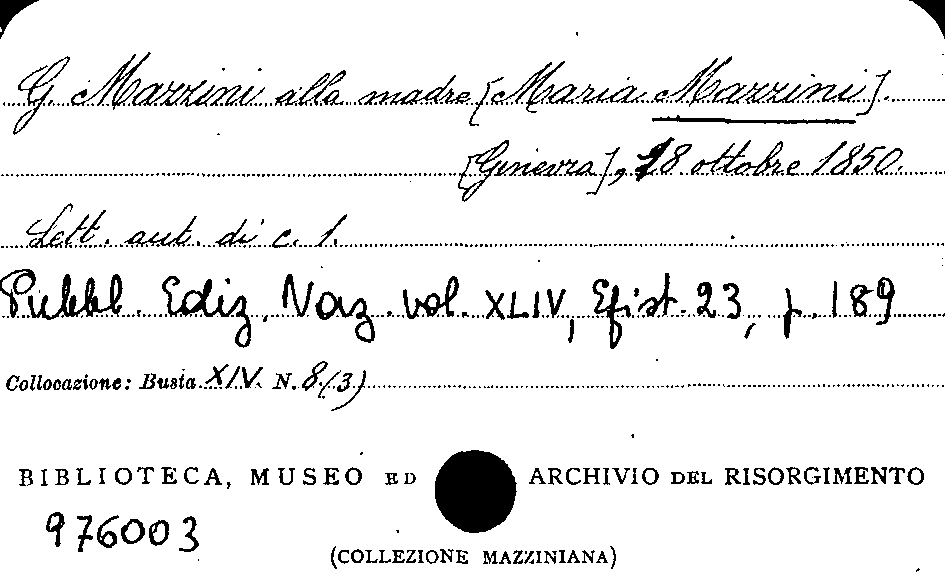 G. Mazzini alla madre [Maria Mazzini].
[Ginevra], 18 ottobre 1850.
Lett. aut. di c. 1.
Pubbl. Ediz. Naz. vol. XLIV, Epist. 23, p. 189
Collocazione: Busta XIV N. 8(3)
BIBLIOTECA, MUSEO ED ARCHIVIO DEL RISORGIMENTO
976003
(COLLEZIONE MAZZINIANA)